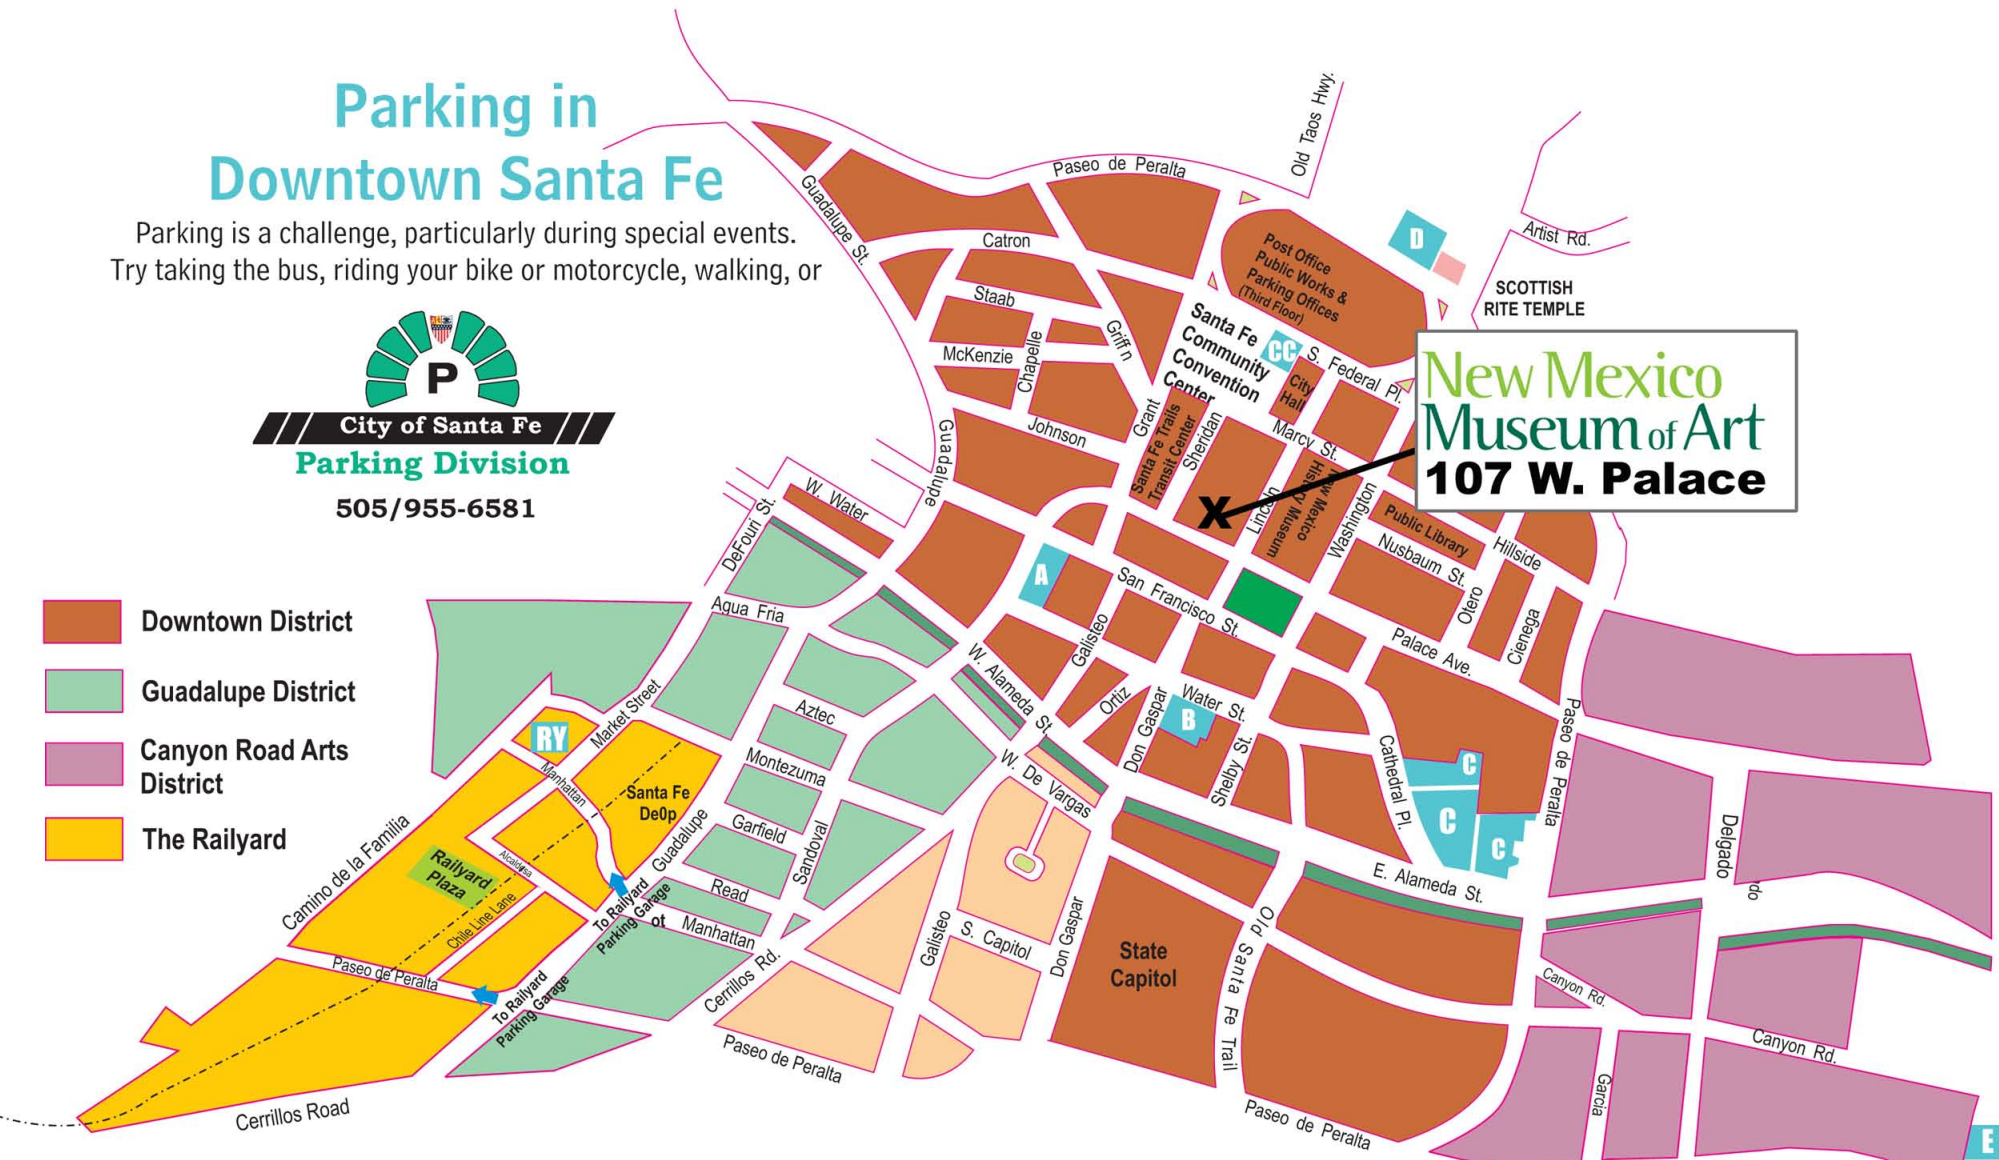 Parking in
Downtown Santa Fe
Parking is a challenge, particularly during special events.
Try taking the bus, riding your bike or motorcycle, walking, or
P
City of Santa Fe
Parking Division
505/955-6581
Downtown District
Guadalupe District
Canyon Road Arts
District
The Railyard
Old Taos Hwy.
Paseo de Peralta
Guadalupe St.
Catron
Staab
McKenzie
Chapelle
Griff n
Johnson
Grant
Guadalupe
Post Office
Public Works &
Parking Offices
(Third Floor)
D
Artist Rd.
SCOTTISH
RITE TEMPLE
Santa Fe
Community
Convention
Center
CC
S. Federal Pl.
City
Hall
Marcy St.
New Mexico
Museum of Art
107 W. Palace
Santa Fe Trails
Transit Center
Sheridan
X
Lincoln
New Mexico
History Museum
Washington
Public Library
Nusbaum St.
Hillside
Otero
Cienega
Palace Ave.
W. Water
DeFouri St.
Agua Fria
A
San Francisco St.
Galisteo
W. Alameda St.
Ortiz
Don Gaspar
Water St.
B
Shelby St.
Cathedral Pl.
C
C
C
Paseo de Peralta
Delgado
do
E. Alameda St.
RY
Market Street
Manhattan
Santa Fe
De0p
Aztec
Montezuma
Garfield
Sandoval
Read
Manhattan
Guadalupe
W. De Vargas
Camino de la Familia
Railyard
Plaza
Alcaldesa
Chile Line Lane
To Railyard
Parking Garage
ot
Paseo de Peralta
To Railyard
Parking Garage
Cerrillos Rd.
Galisteo
S. Capitol
Don Gaspar
State
Capitol
Old Santa Fe Trail
Canyon Rd.
Canyon Rd.
Garcia
Paseo de Peralta
Cerrillos Road
Paseo de Peralta
E